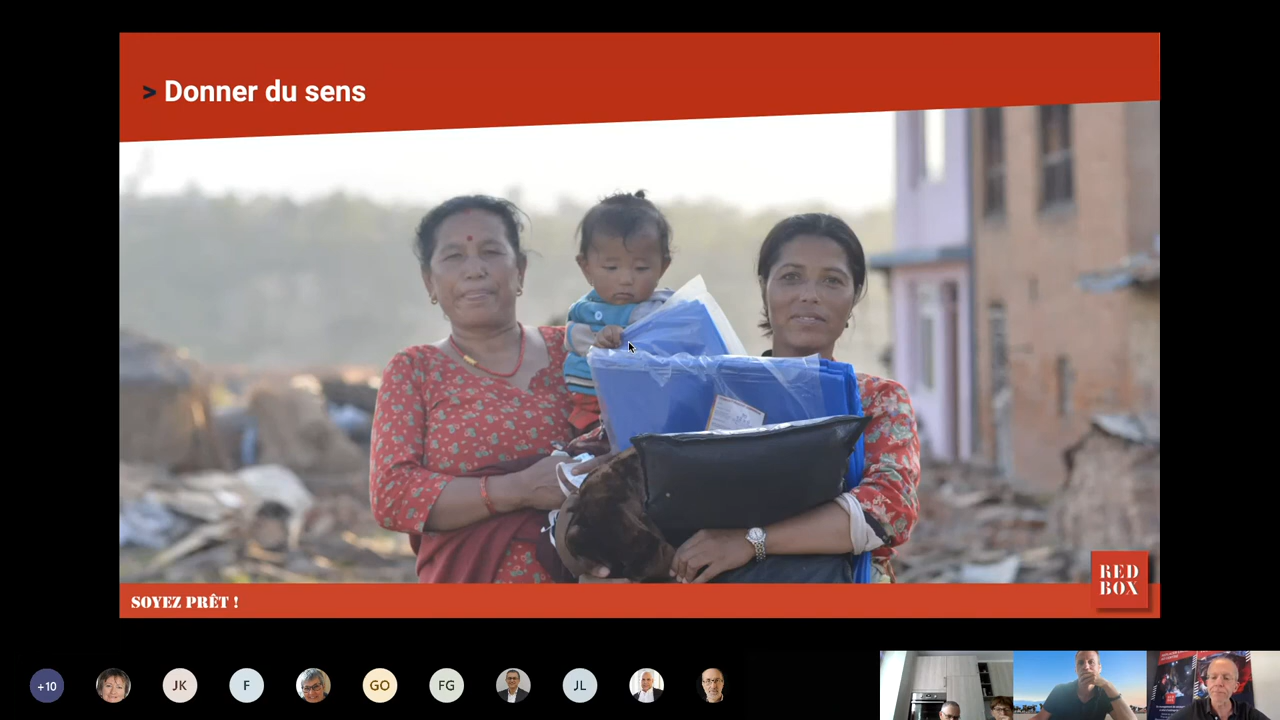 > Donner du sens
SOYEZ PRÊT !
RED
BOX
+10
JK
F
GO
FG
JL